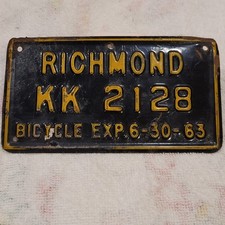 RICHMOND
KK 2128
BICYCLE EXP. 6-30-63